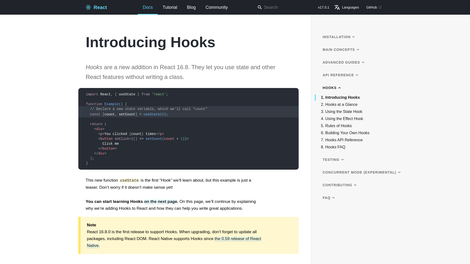 React
Docs
Tutorial
Blog
Community
Search
v17.0.1
Languages
GitHub
Introducing Hooks
Hooks are a new addition in React 16.8. They let you use state and other
React features without writing a class.
import React, { useState } from 'react';
function Example() {
// Declare a new state variable, which we'll call "count"
const [count, setCount] = useState(0);
return (
<div>
<p>You clicked {count} times</p>
<button onClick={() => setCount(count + 1)}>
Click me
</button>
</div>
);
}
This new function useState is the first "Hook" we'll learn about, but this example is just a
teaser. Don't worry if it doesn't make sense yet!
You can start learning Hooks on the next page. On this page, we'll continue by explaining
why we're adding Hooks to React and how they can help you write great applications.
Note
React 16.8.0 is the first release to support Hooks. When upgrading, don't forget to update all
packages, including React DOM. React Native supports Hooks since the 0.59 release of React
Native.
INSTALLATION
MAIN CONCEPTS
ADVANCED GUIDES
API REFERENCE
HOOKS
1. Introducing Hooks
2. Hooks at a Glance
3. Using the State Hook
4. Using the Effect Hook
5. Rules of Hooks
6. Building Your Own Hooks
7. Hooks API Reference
8. Hooks FAQ
TESTING
CONCURRENT MODE (EXPERIMENTAL)
CONTRIBUTING
FAQ